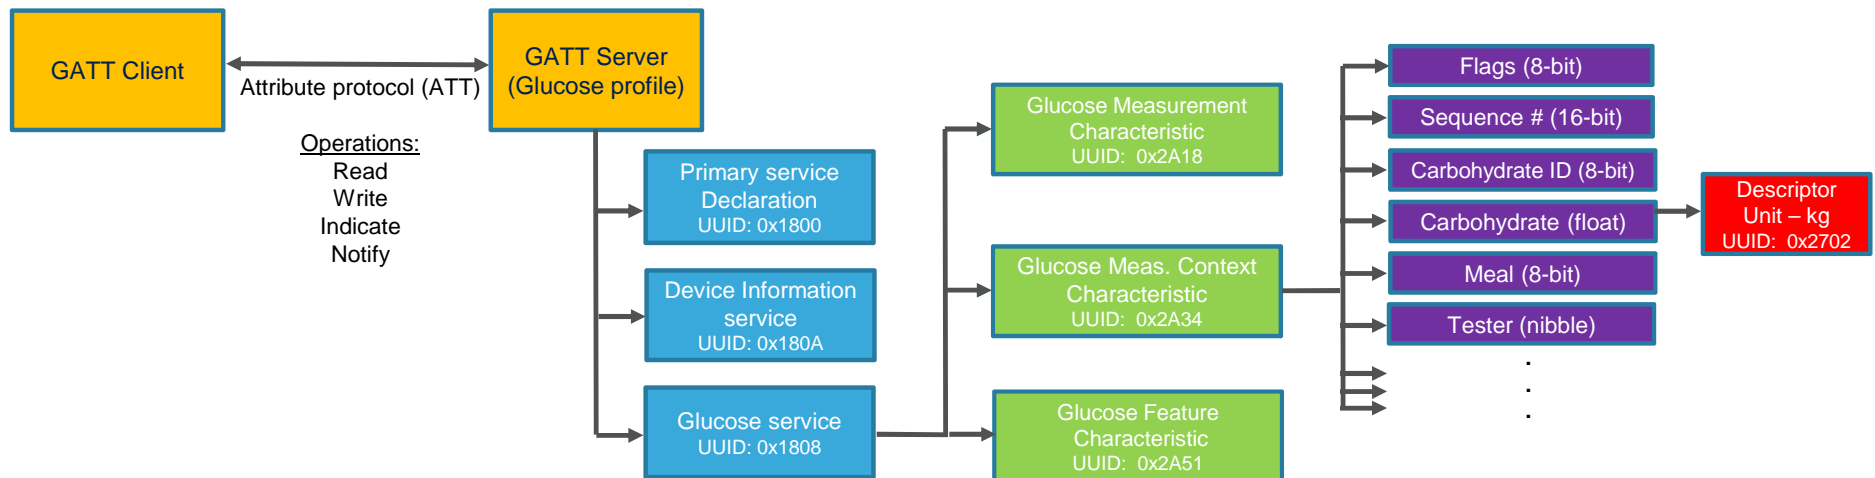 GATT Client
Attribute protocol (ATT)
Operations:
Read
Write
Indicate
Notify
GATT Server
(Glucose profile)
Primary service
Declaration
UUID: 0x1800
Device Information
service
UUID: 0x180A
Glucose service
UUID: 0x1808
Glucose Measurement
Characteristic
UUID: 0x2A18
Glucose Meas. Context
Characteristic
UUID: 0x2A34
Glucose Feature
Characteristic
UUID: 0x2A51
Flags (8-bit)
Sequence # (16-bit)
Carbohydrate ID (8-bit)
Carbohydrate (float)
Meal (8-bit)
Tester (nibble)
.
.
.
Descriptor
Unit – kg
UUID: 0x2702